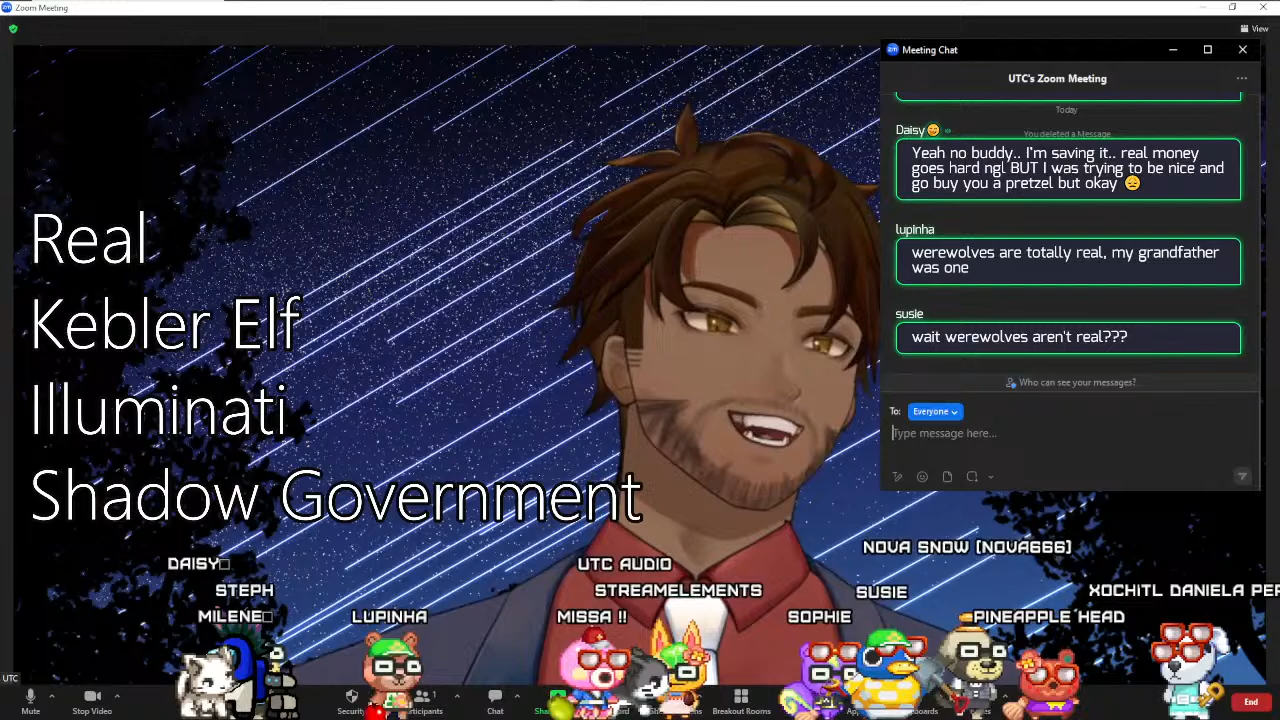 Zoom Meeting
View
Meeting Chat
UTC's Zoom Meeting
Today
Daisy
You deleted a Message
Yeah no buddy.. I'm saving it.. real money
goes hard ngl BUT I was trying to be nice and
go buy you a pretzel but okay 😔
lupinha
werewolves are totally real, my grandfather
was one
susie
wait werewolves aren't real???
Who can see your messages?
To: Everyone
Type message here...
Real
Kebler Elf
Illuminati
Shadow Government
NOVA SNOW [NOVA666]
DAISY
UTC AUDIO
STEPH
STREAMELEMENTS
SUSIE
XOCHITL DANIELA PER
MILENE
LUPINHA
MISSA !!
SOPHIE
PINEAPPLE HEAD
UTC
Mute
Stop Video
Security
Chat
Breakout Rooms
End